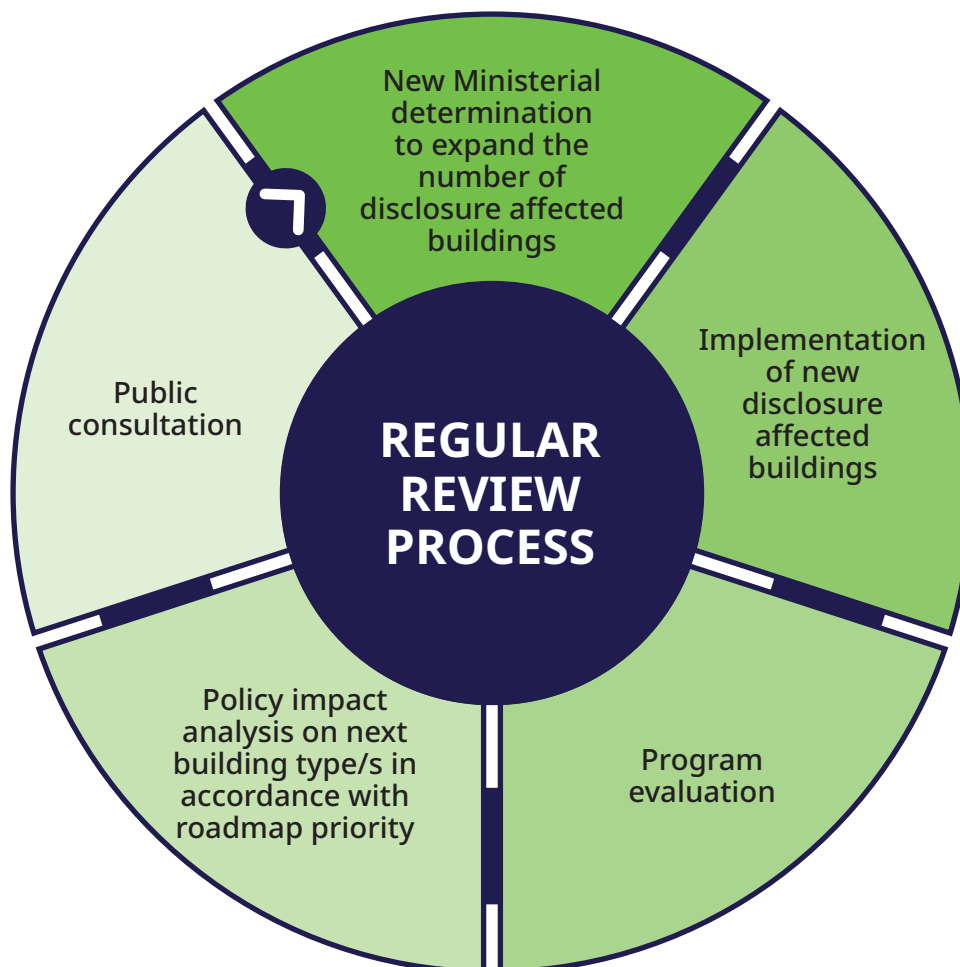 New Ministerial
determination
to expand the
number of
disclosure affected
buildings
Implementation
of new
disclosure
affected
buildings
Program
evaluation
Policy impact
analysis on next
building type/s in
accordance with
roadmap priority
Public
consultation
REGULAR
REVIEW
PROCESS